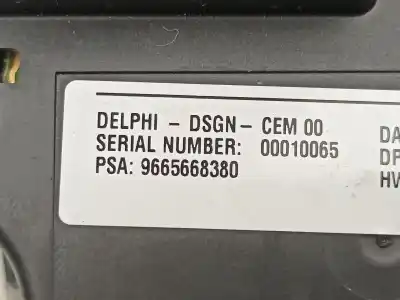 DELPHI - DSGN- CEM 00 DA
SERIAL NUMBER: 00010065 DP
PSA: 9665668380 HV